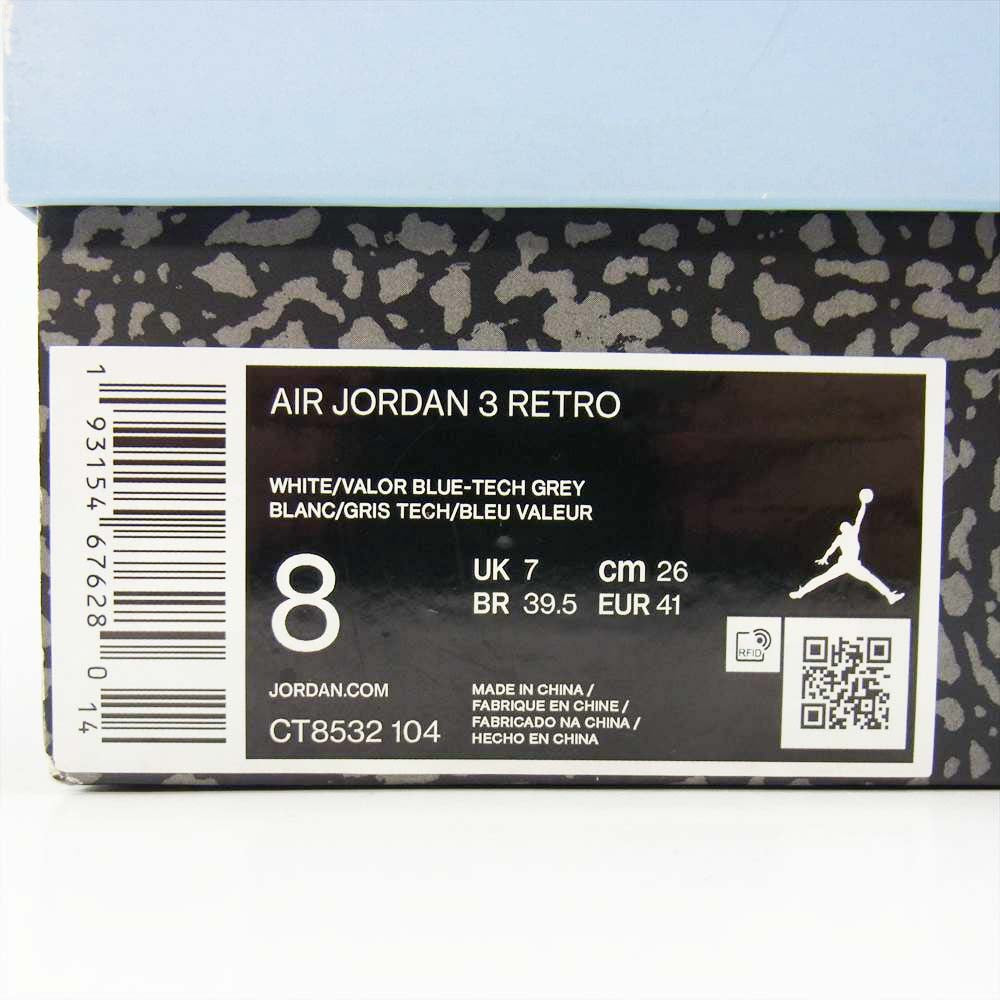 AIR JORDAN 3 RETRO
WHITE/VALOR BLUE-TECH GREY
BLANC/GRIS TECH/BLEU VALEUR
8
UK 7 cm 26
BR 39.5 EUR 41
RFID
JORDAN.COM
CT8532 104
MADE IN CHINA /
FABRIQUE EN CHINE /
FABRICADO NA CHINA /
HECHO EN CHINA
1 93154 67628 0 14